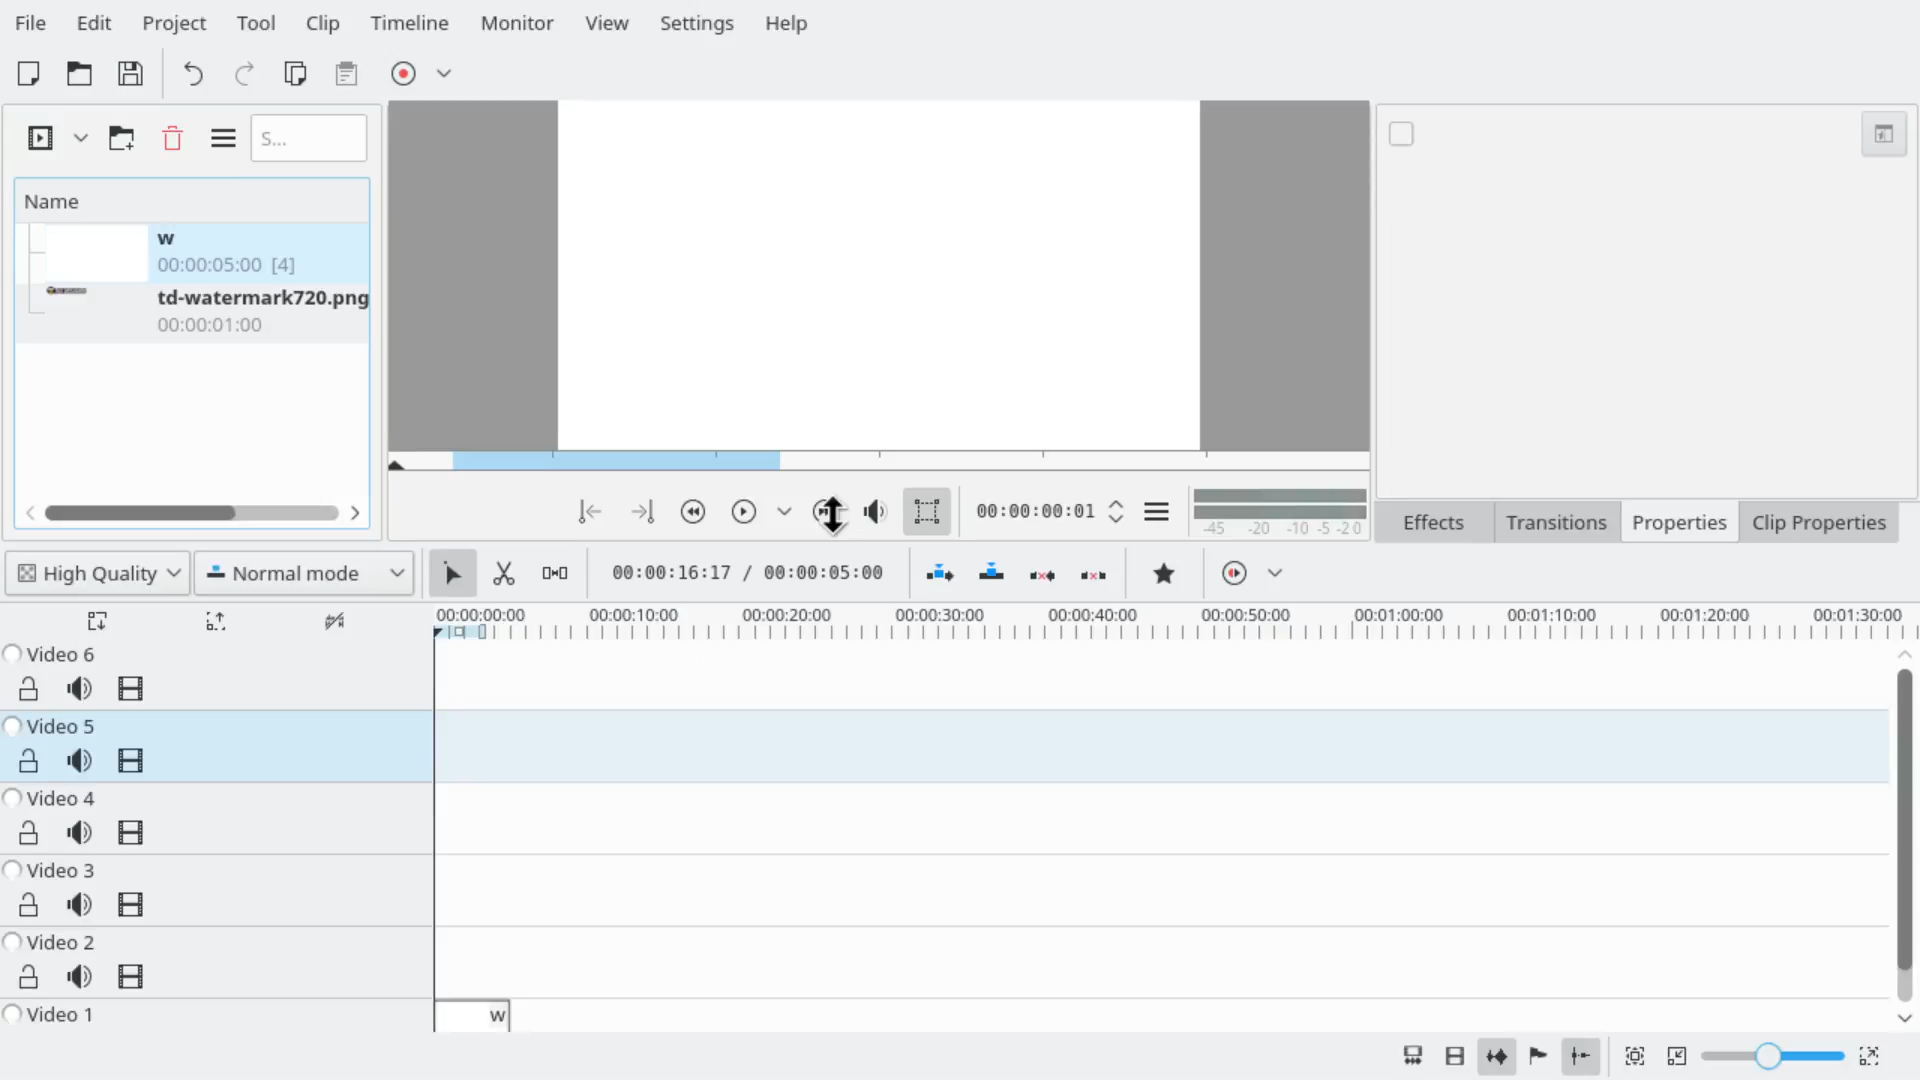 File Edit Project Tool Clip Timeline Monitor View Settings Help
S...
Name
w
00:00:05:00 [4]
td-watermark720.png
00:00:01:00
00:00:00:01
-45 -20 -10 -5 -2 0
Effects Transitions Properties Clip Properties
High Quality Normal mode 00:00:16:17 / 00:00:05:00
00:00:00:00 00:00:10:00 00:00:20:00 00:00:30:00 00:00:40:00 00:00:50:00 00:01:00:00 00:01:10:00 00:01:20:00 00:01:30:00
Video 6
Video 5
Video 4
Video 3
Video 2
Video 1 w